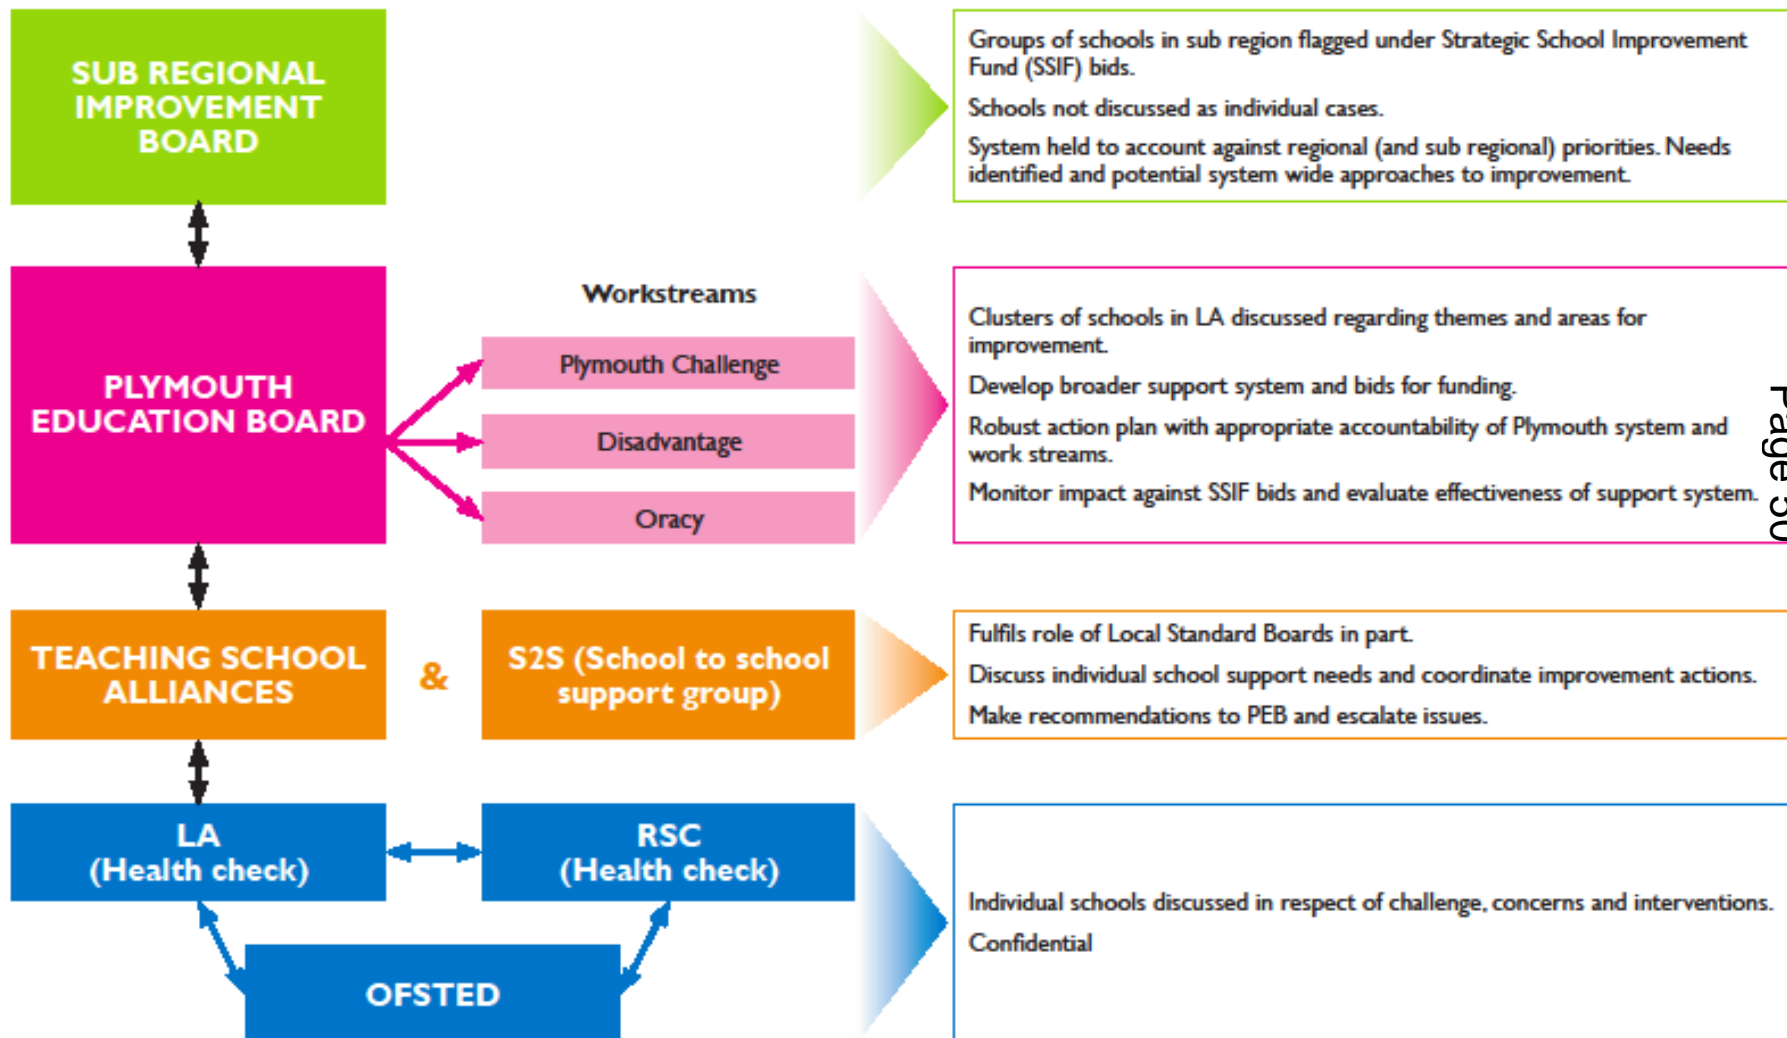 SUB REGIONAL
IMPROVEMENT
BOARD
Groups of schools in sub region flagged under Strategic School Improvement
Fund (SSIF) bids.
Schools not discussed as individual cases.
System held to account against regional (and sub regional) priorities. Needs
identified and potential system wide approaches to improvement.
PLYMOUTH
EDUCATION BOARD
Workstreams
Plymouth Challenge
Disadvantage
Oracy
Clusters of schools in LA discussed regarding themes and areas for
improvement.
Develop broader support system and bids for funding.
Robust action plan with appropriate accountability of Plymouth system and
work streams.
Monitor impact against SSIF bids and evaluate effectiveness of support system.
Page 50
TEACHING SCHOOL
ALLIANCES
&
S2S (School to school
support group)
Fulfils role of Local Standard Boards in part.
Discuss individual school support needs and coordinate improvement actions.
Make recommendations to PEB and escalate issues.
LA
(Health check)
RSC
(Health check)
OFSTED
Individual schools discussed in respect of challenge, concerns and interventions.
Confidential